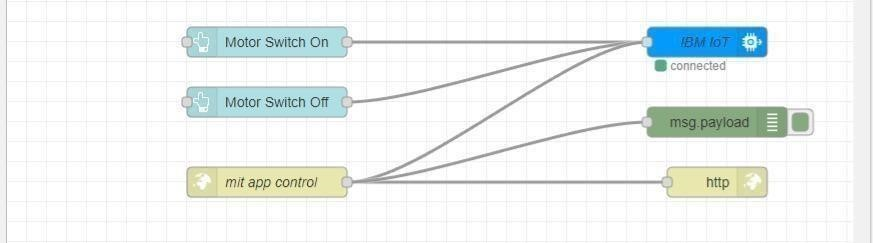 Motor Switch On
IBM IoT
connected
Motor Switch Off
msg.payload
mit app control
http